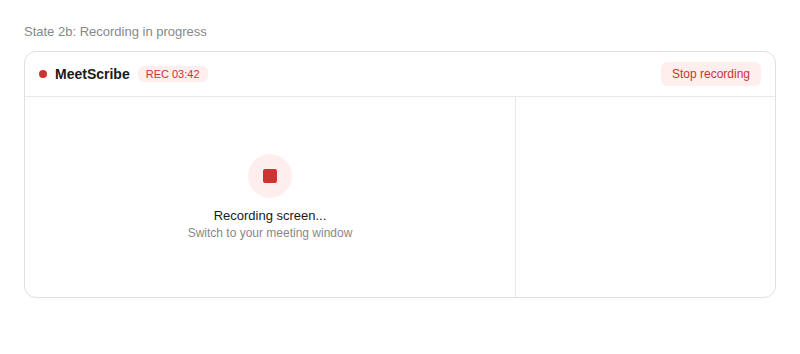 State 2b: Recording in progress
MeetScribe REC 03:42 Stop recording
Recording screen...
Switch to your meeting window